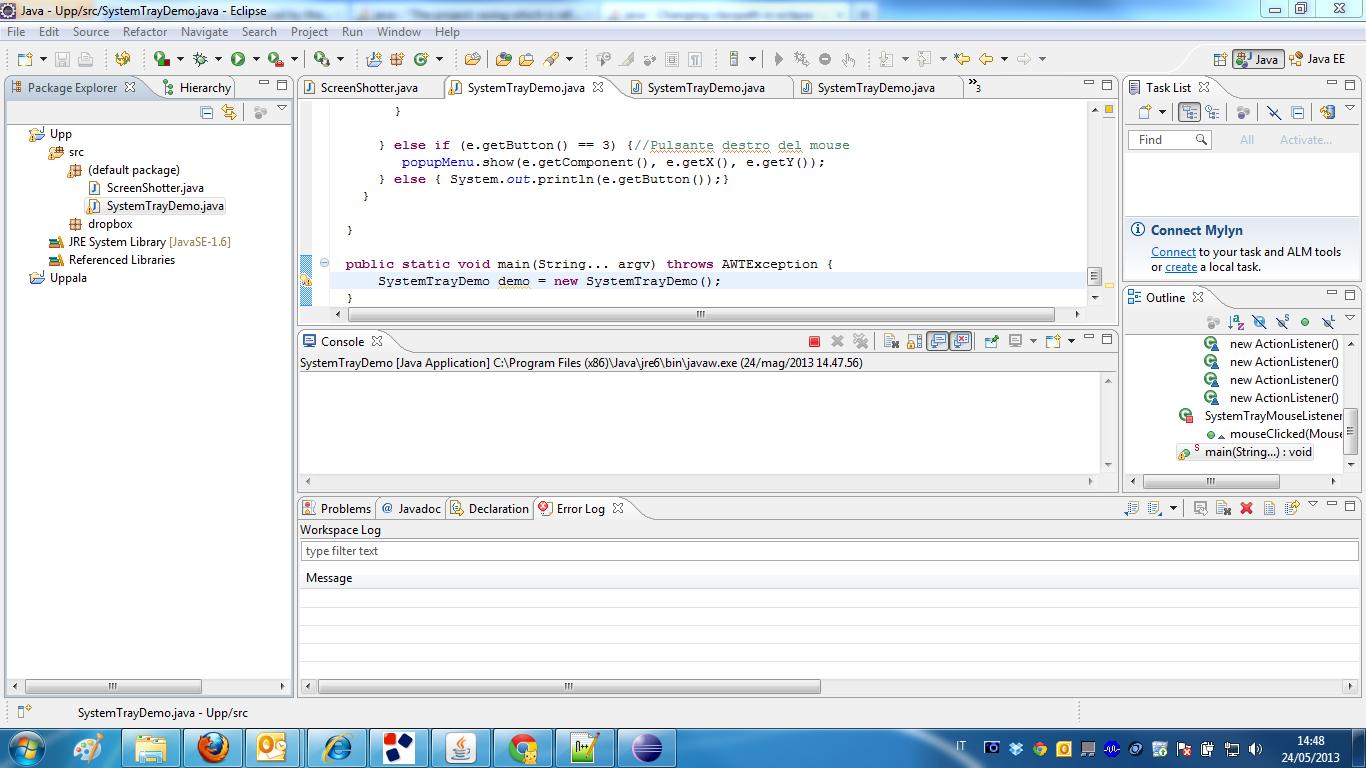 Java - Upp/src/SystemTrayDemo.java - Eclipse
File Edit Source Refactor Navigate Search Project Run Window Help
Java Java EE
Package Explorer Hierarchy
Upp
src
(default package)
ScreenShotter.java
SystemTrayDemo.java
dropbox
JRE System Library [JavaSE-1.6]
Referenced Libraries
Uppala
ScreenShotter.java SystemTrayDemo.java SystemTrayDemo.java SystemTrayDemo.java »3
}
} else if (e.getButton() == 3) {//Pulsante destro del mouse
popupMenu.show(e.getComponent(), e.getX(), e.getY());
} else { System.out.println(e.getButton());}
}
}
public static void main(String... argv) throws AWTException {
SystemTrayDemo demo = new SystemTrayDemo();
}
Console
SystemTrayDemo [Java Application] C:\Program Files (x86)\Java\jre6\bin\javaw.exe (24/mag/2013 14.47.56)
Problems @ Javadoc Declaration Error Log
Workspace Log
type filter text
Message
Task List
Find All Activate...
Connect Mylyn
Connect to your task and ALM tools
or create a local task.
Outline
new ActionListener()
new ActionListener()
new ActionListener()
new ActionListener()
SystemTrayMouseListener
mouseClicked(Mouse
main(String...) : void
SystemTrayDemo.java - Upp/src
IT
14:48
24/05/2013